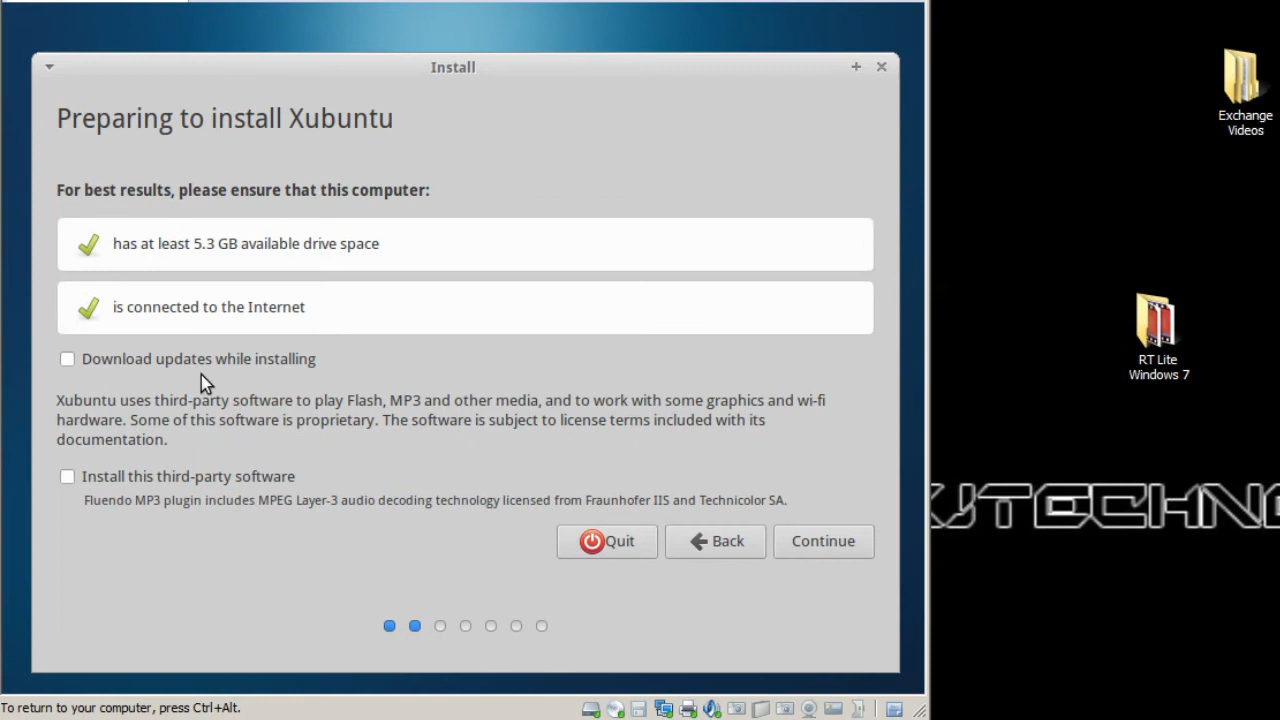 Install
Preparing to install Xubuntu
For best results, please ensure that this computer:
has at least 5.3 GB available drive space
is connected to the Internet
Download updates while installing
Xubuntu uses third-party software to play Flash, MP3 and other media, and to work with some graphics and wi-fi
hardware. Some of this software is proprietary. The software is subject to license terms included with its
documentation.
Install this third-party software
Fluendo MP3 plugin includes MPEG Layer-3 audio decoding technology licensed from Fraunhofer IIS and Technicolor SA.
Quit
Back
Continue
To return to your computer, press Ctrl+Alt.
Exchange
Videos
RT Lite
Windows 7
UTECHN